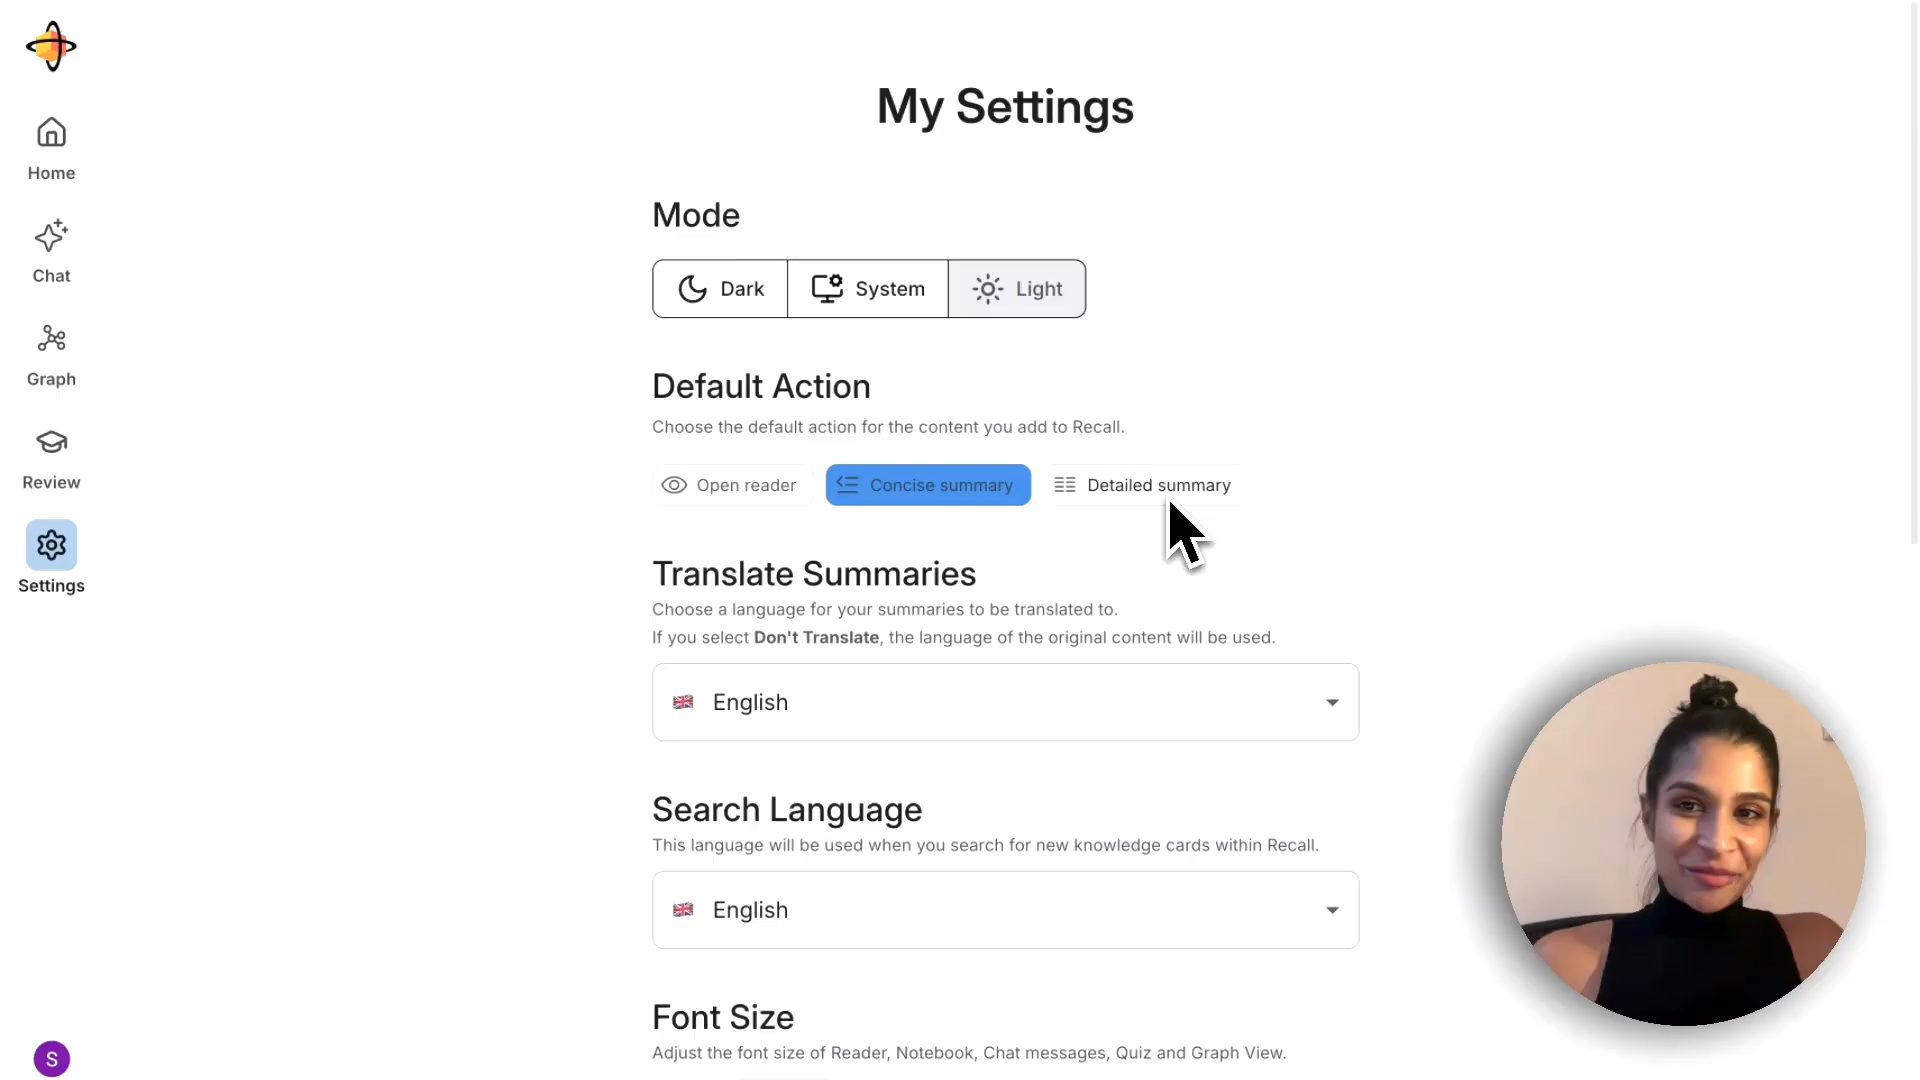 My Settings
Home
Chat
Graph
Review
Settings
S
Mode
Dark
System
Light
Default Action
Choose the default action for the content you add to Recall.
Open reader
Concise summary
Detailed summary
Translate Summaries
Choose a language for your summaries to be translated to.
If you select Don't Translate, the language of the original content will be used.
English
Search Language
This language will be used when you search for new knowledge cards within Recall.
English
Font Size
Adjust the font size of Reader, Notebook, Chat messages, Quiz and Graph View.